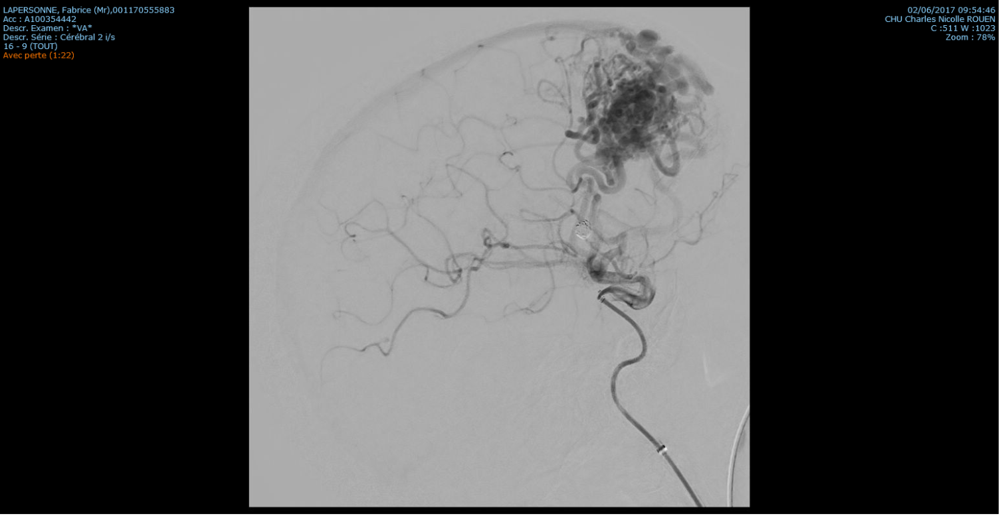 LAPERSONNE, Fabrice (Mr),001170555883
Acc : A100354442
Descr. Examen : *VA*
Descr. Série : Cérébral 2 i/s
16 - 9 (TOUT)
Avec perte (1:22)
02/06/2017 09:54:46
CHU Charles Nicolle ROUEN
C :511 W :1023
Zoom : 78%